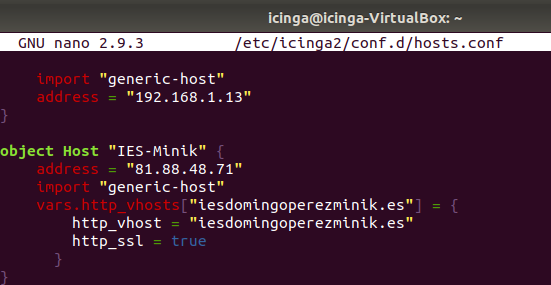 icinga@icinga-VirtualBox: ~
GNU nano 2.9.3 /etc/icinga2/conf.d/hosts.conf
import "generic-host"
address = "192.168.1.13"
}
object Host "IES-Minik" {
address = "81.88.48.71"
import "generic-host"
vars.http_vhosts["iesdomingoperezminik.es"] = {
http_vhost = "iesdomingoperezminik.es"
http_ssl = true
}
}